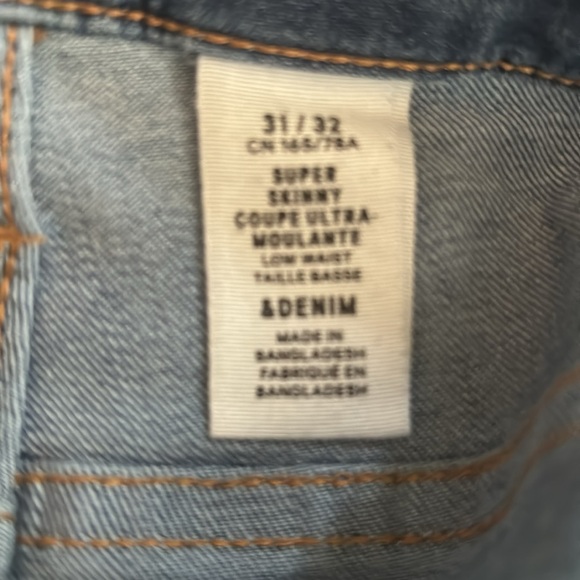 31 / 32
CN 165/78A
SUPER
SKINNY
COUPE ULTRA-
MOULANTE
LOW WAIST
TAILLE BASSE
&DENIM
MADE IN
BANGLADESH
FABRIQUÉ EN
BANGLADESH